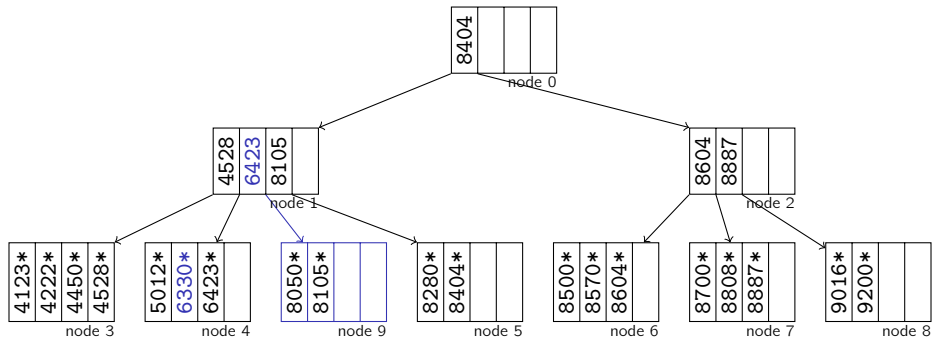 8404
node 0
4528 6423 8105
node 1
8604 8887
node 2
4123* 4222* 4450* 4528*
node 3
5012* 6330* 6423*
node 4
8050* 8105*
node 9
8280* 8404*
node 5
8500* 8570* 8604*
node 6
8700* 8808* 8887*
node 7
9016* 9200*
node 8